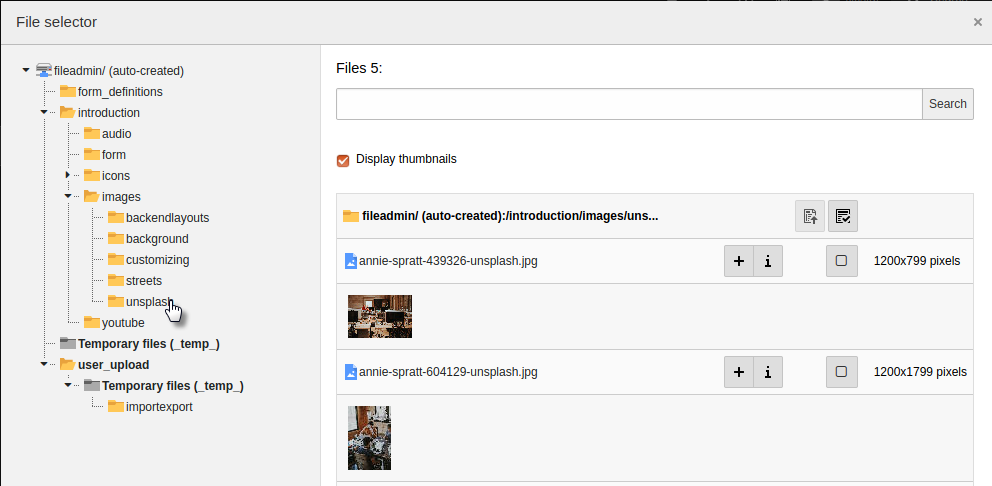 File selector
×
fileadmin/ (auto-created)
form_definitions
introduction
audio
form
icons
images
backendlayouts
background
customizing
streets
unsplash
youtube
Temporary files (_temp_)
user_upload
Temporary files (_temp_)
importexport
Files 5:
Search
Display thumbnails
fileadmin/ (auto-created):/introduction/images/uns...
annie-spratt-439326-unsplash.jpg 1200x799 pixels
annie-spratt-604129-unsplash.jpg 1200x1799 pixels